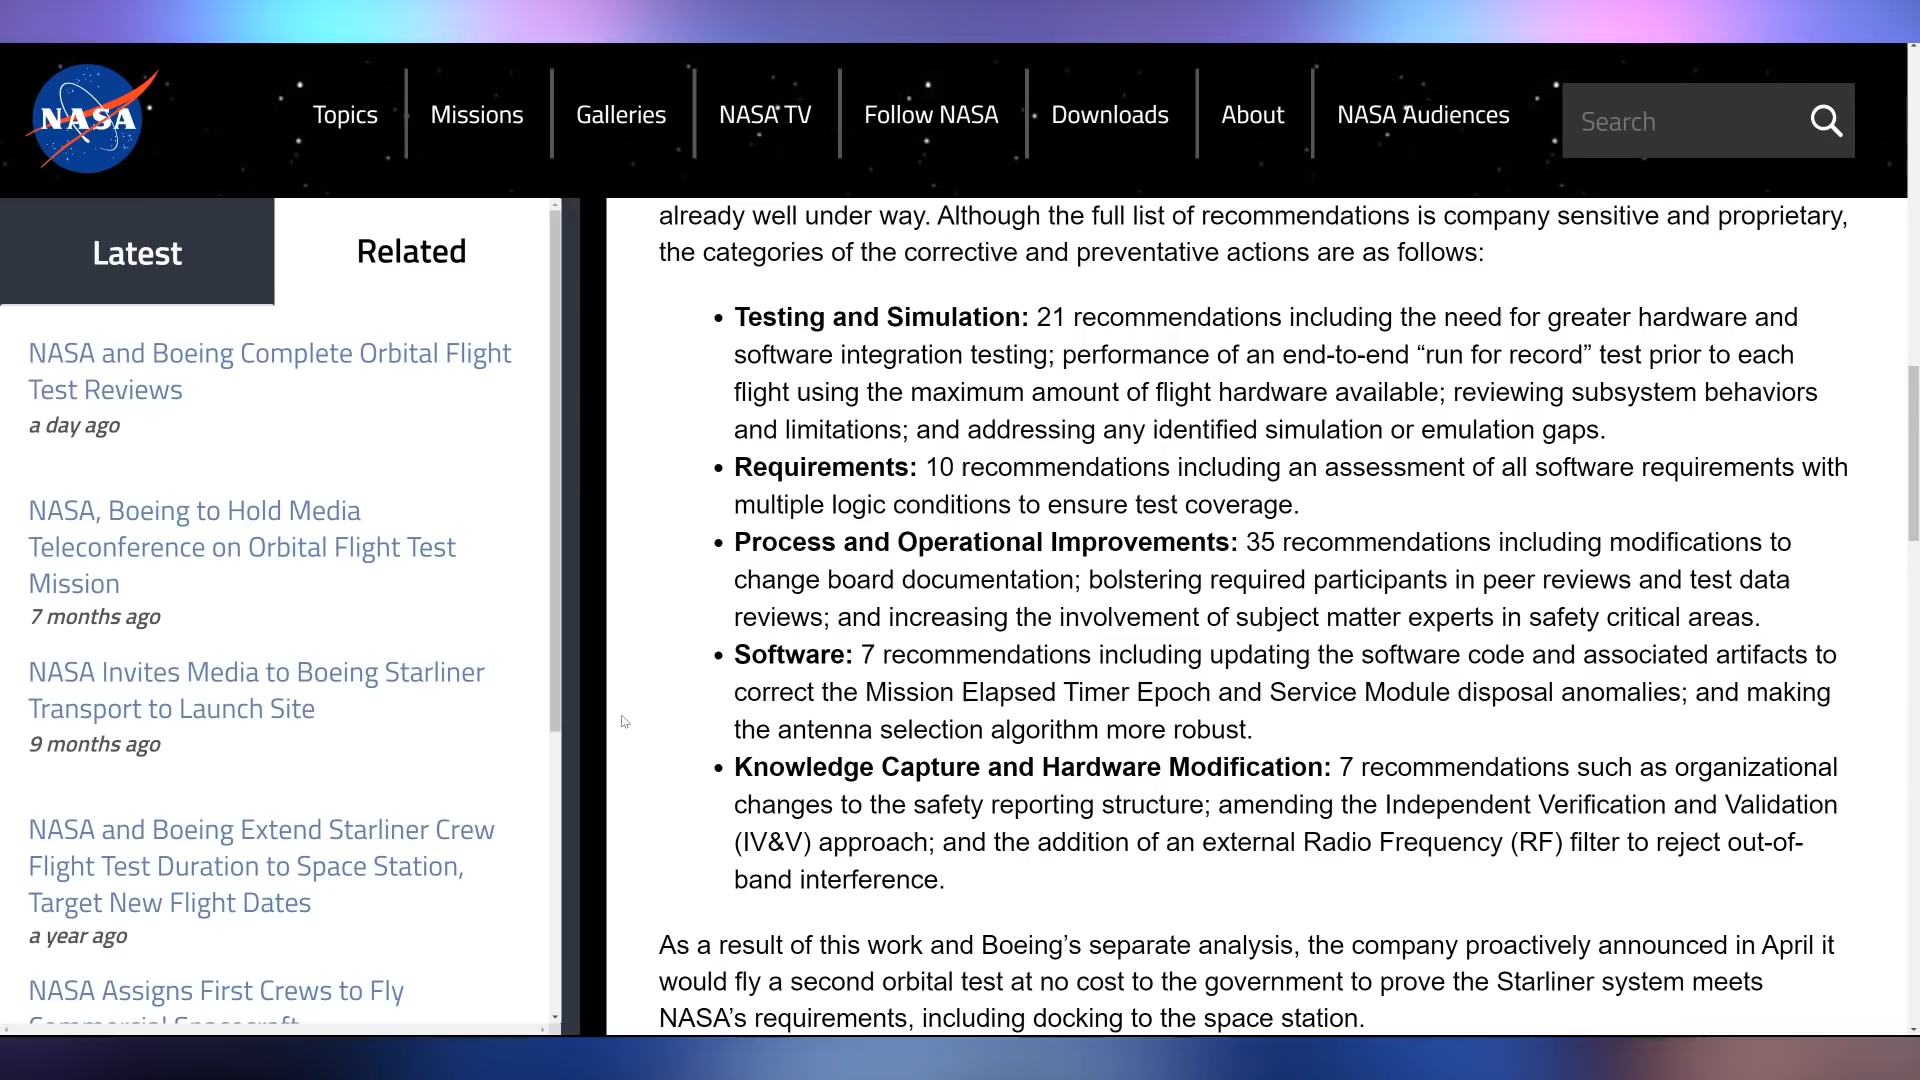 NASA
Topics
Missions
Galleries
NASA TV
Follow NASA
Downloads
About
NASA Audiences
Search
Latest
Related
NASA and Boeing Complete Orbital Flight
Test Reviews
a day ago
NASA, Boeing to Hold Media
Teleconference on Orbital Flight Test
Mission
7 months ago
NASA Invites Media to Boeing Starliner
Transport to Launch Site
9 months ago
NASA and Boeing Extend Starliner Crew
Flight Test Duration to Space Station,
Target New Flight Dates
a year ago
NASA Assigns First Crews to Fly
Commercial Spacecraft
already well under way. Although the full list of recommendations is company sensitive and proprietary,
the categories of the corrective and preventative actions are as follows:
• Testing and Simulation: 21 recommendations including the need for greater hardware and
software integration testing; performance of an end-to-end “run for record” test prior to each
flight using the maximum amount of flight hardware available; reviewing subsystem behaviors
and limitations; and addressing any identified simulation or emulation gaps.
• Requirements: 10 recommendations including an assessment of all software requirements with
multiple logic conditions to ensure test coverage.
• Process and Operational Improvements: 35 recommendations including modifications to
change board documentation; bolstering required participants in peer reviews and test data
reviews; and increasing the involvement of subject matter experts in safety critical areas.
• Software: 7 recommendations including updating the software code and associated artifacts to
correct the Mission Elapsed Timer Epoch and Service Module disposal anomalies; and making
the antenna selection algorithm more robust.
• Knowledge Capture and Hardware Modification: 7 recommendations such as organizational
changes to the safety reporting structure; amending the Independent Verification and Validation
(IV&V) approach; and the addition of an external Radio Frequency (RF) filter to reject out-of-
band interference.
As a result of this work and Boeing’s separate analysis, the company proactively announced in April it
would fly a second orbital test at no cost to the government to prove the Starliner system meets
NASA’s requirements, including docking to the space station.